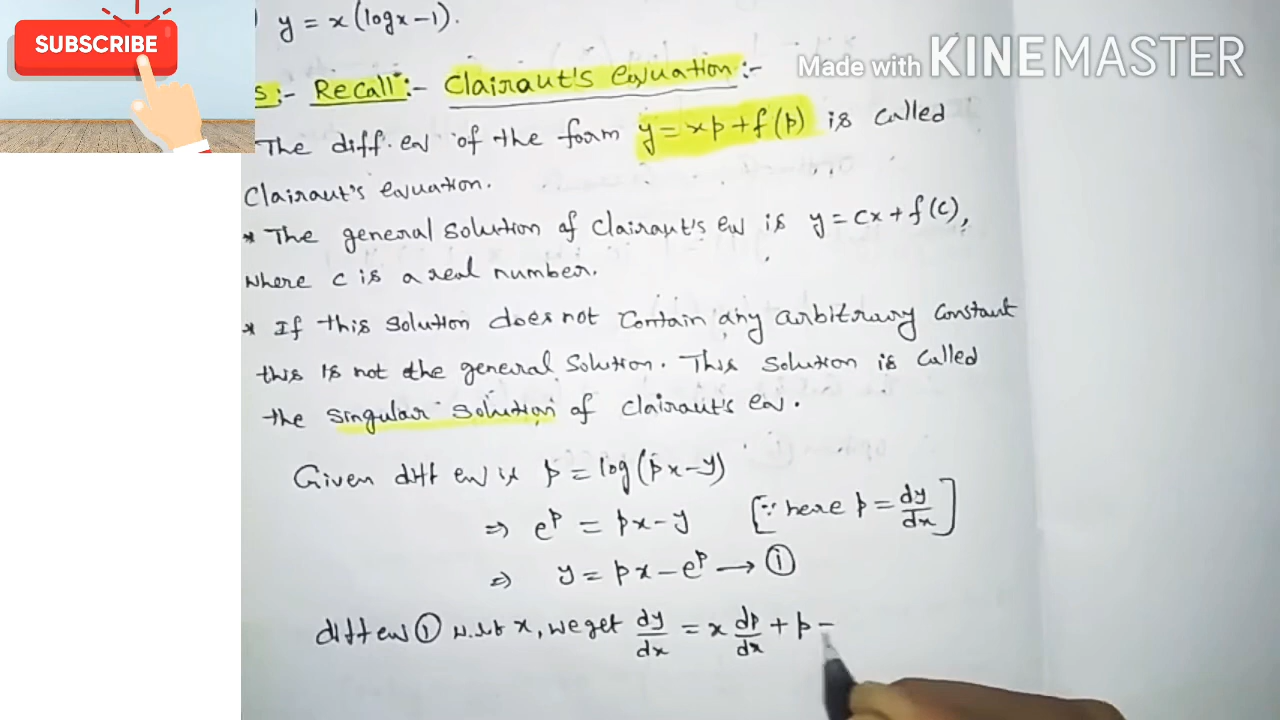 y = x (log x - 1).
SUBSCRIBE
Made with KINEMASTER
s :- Recall :- Clairaut's equation :-
The diff. eq of the form y = xp + f(p) is called
Clairaut's equation.
* The general solution of Clairaut's eq is y = cx + f(c),
where c is a real number.
* If this solution does not contain any arbitrary constant
this is not the general solution. This solution is called
the singular solution of Clairaut's eq.
Given diff eq is p = log(px - y)
⇒ e^p = px - y [∵ here p = dy/dx]
⇒ y = px - e^p → ①
diff eq ① w.r.to x, we get dy/dx = x dp/dx + p -